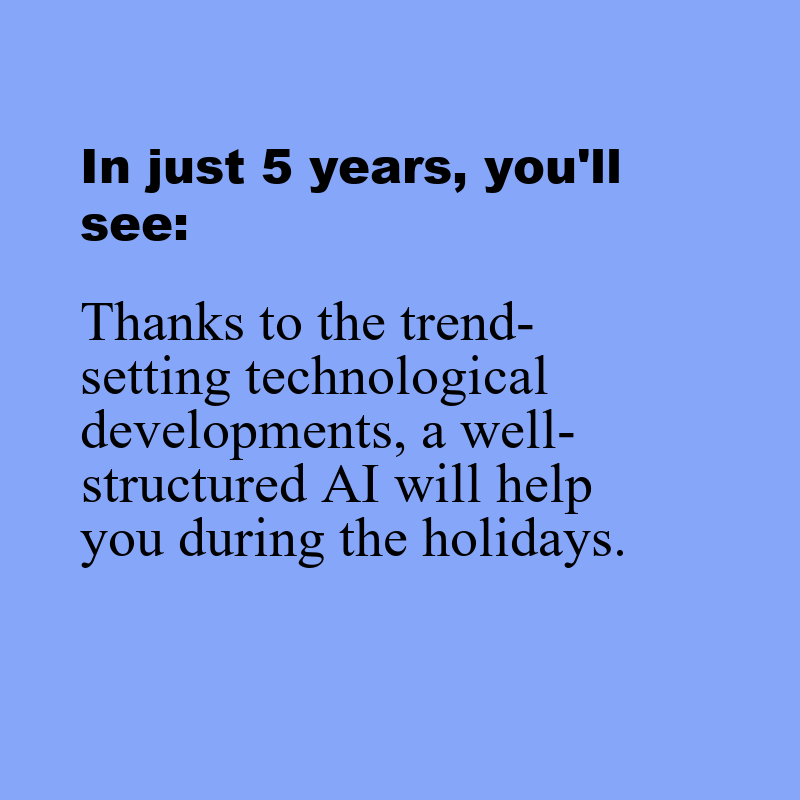 In just 5 years, you'll
see:
Thanks to the trend-
setting technological
developments, a well-
structured AI will help
you during the holidays.